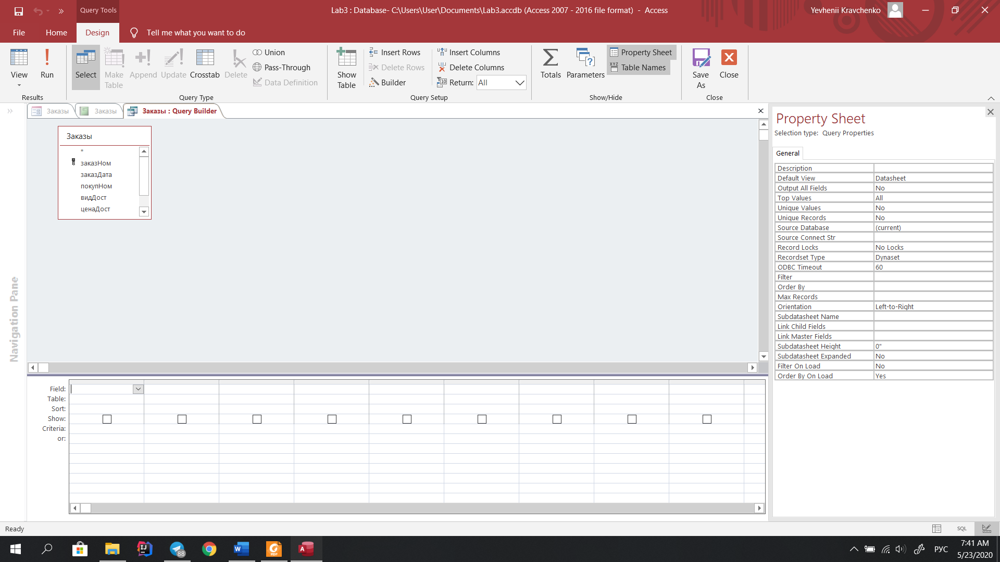 Query Tools
Lab3 : Database- C:\Users\User\Documents\Lab3.accdb (Access 2007 - 2016 file format)  -  Access
Yevhenii Kravchenko
File
Home
Design
Tell me what you want to do
View
Run
Results
Select
Make Table
Append
Update
Crosstab
Delete
Union
Pass-Through
Data Definition
Query Type
Show Table
Insert Rows
Delete Rows
Builder
Insert Columns
Delete Columns
Return: All
Query Setup
Totals
Parameters
Property Sheet
Table Names
Show/Hide
Save As
Close
Close
Заказы
Заказы
Заказы : Query Builder
Navigation Pane
Заказы
*
заказНом
заказДата
покупНом
видДост
ценаДост
Field:
Table:
Sort:
Show:
Criteria:
or:
Property Sheet
Selection type:  Query Properties
General
Description
Default View Datasheet
Output All Fields No
Top Values All
Unique Values No
Unique Records No
Source Database (current)
Source Connect Str
Record Locks No Locks
Recordset Type Dynaset
ODBC Timeout 60
Filter
Order By
Max Records
Orientation Left-to-Right
Subdatasheet Name
Link Child Fields
Link Master Fields
Subdatasheet Height 0"
Subdatasheet Expanded No
Filter On Load No
Order By On Load Yes
Ready
SQL
88
РУС
7:41 AM
5/23/2020